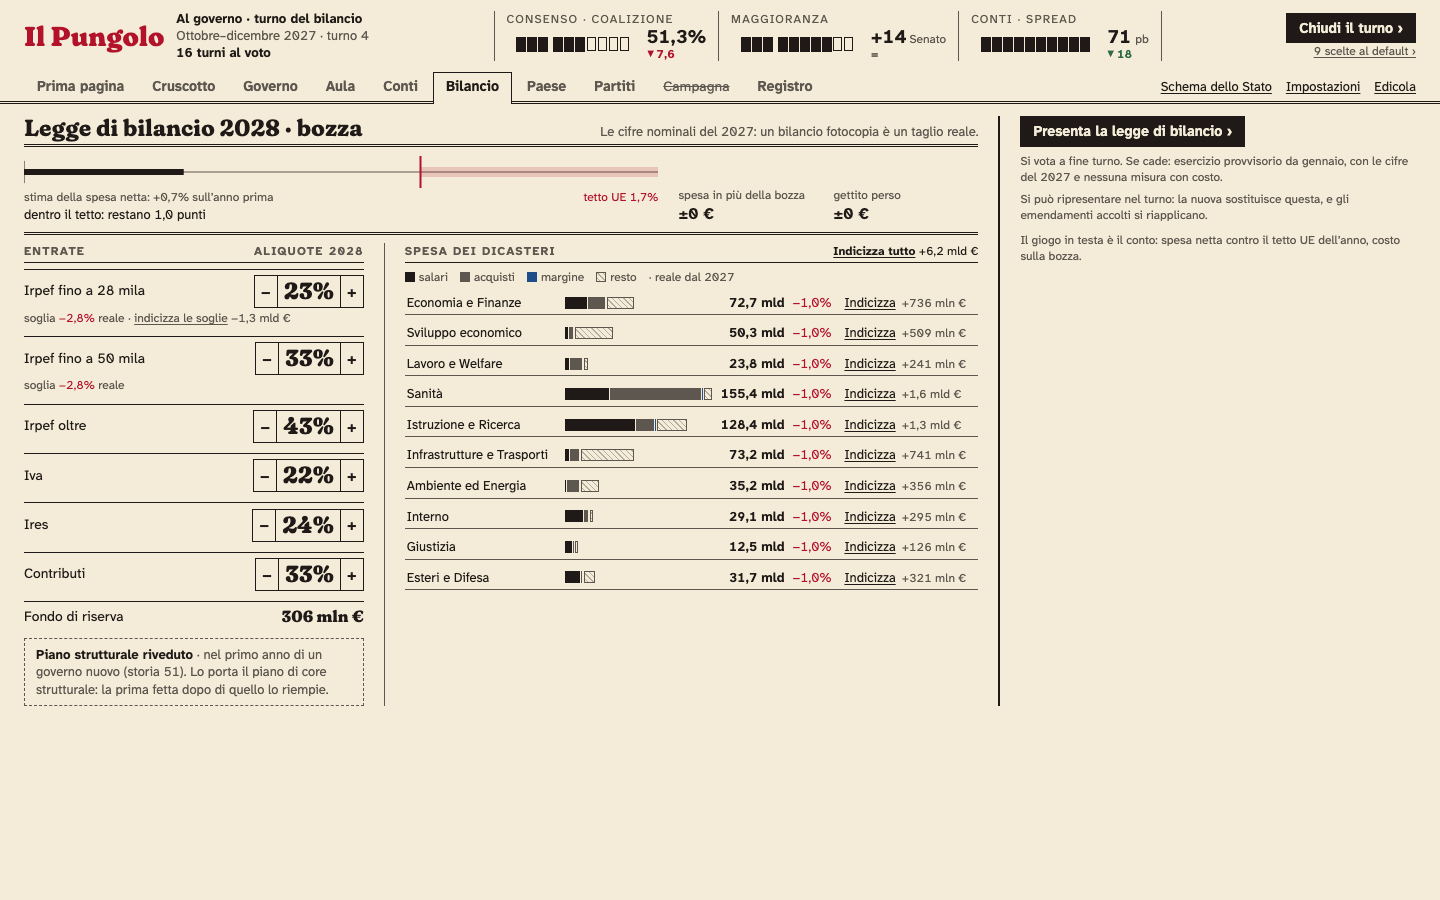 Il Pungolo
Al governo · turno del bilancio
Ottobre–dicembre 2027 · turno 4
16 turni al voto
CONSENSO · COALIZIONE
51,3%
▼7,6
MAGGIORANZA
+14 Senato
=
CONTI · SPREAD
71 pb
▼18
Chiudi il turno ›
9 scelte al default ›
Prima pagina Cruscotto Governo Aula Conti Bilancio Paese Partiti Campagna Registro
Schema dello Stato Impostazioni Edicola
Legge di bilancio 2028 · bozza
Le cifre nominali del 2027: un bilancio fotocopia è un taglio reale.
stima della spesa netta: +0,7% sull’anno prima
tetto UE 1,7%
dentro il tetto: restano 1,0 punti
spesa in più della bozza
±0 €
gettito perso
±0 €
ENTRATE ALIQUOTE 2028
Irpef fino a 28 mila – 23% +
soglia –2,8% reale · indicizza le soglie –1,3 mld €
Irpef fino a 50 mila – 33% +
soglia –2,8% reale
Irpef oltre – 43% +
Iva – 22% +
Ires – 24% +
Contributi – 33% +
Fondo di riserva 306 mln €
Piano strutturale riveduto · nel primo anno di un
governo nuovo (storia 51). Lo porta il piano di core
strutturale: la prima fetta dopo di quello lo riempie.
SPESA DEI DICASTERI Indicizza tutto +6,2 mld €
salari acquisti margine resto · reale dal 2027
Economia e Finanze 72,7 mld –1,0% Indicizza +736 mln €
Sviluppo economico 50,3 mld –1,0% Indicizza +509 mln €
Lavoro e Welfare 23,8 mld –1,0% Indicizza +241 mln €
Sanità 155,4 mld –1,0% Indicizza +1,6 mld €
Istruzione e Ricerca 128,4 mld –1,0% Indicizza +1,3 mld €
Infrastrutture e Trasporti 73,2 mld –1,0% Indicizza +741 mln €
Ambiente ed Energia 35,2 mld –1,0% Indicizza +356 mln €
Interno 29,1 mld –1,0% Indicizza +295 mln €
Giustizia 12,5 mld –1,0% Indicizza +126 mln €
Esteri e Difesa 31,7 mld –1,0% Indicizza +321 mln €
Presenta la legge di bilancio ›
Si vota a fine turno. Se cade: esercizio provvisorio da gennaio, con le cifre
del 2027 e nessuna misura con costo.
Si può ripresentare nel turno: la nuova sostituisce questa, e gli
emendamenti accolti si riapplicano.
Il giogo in testa è il conto: spesa netta contro il tetto UE dell’anno, costo
sulla bozza.